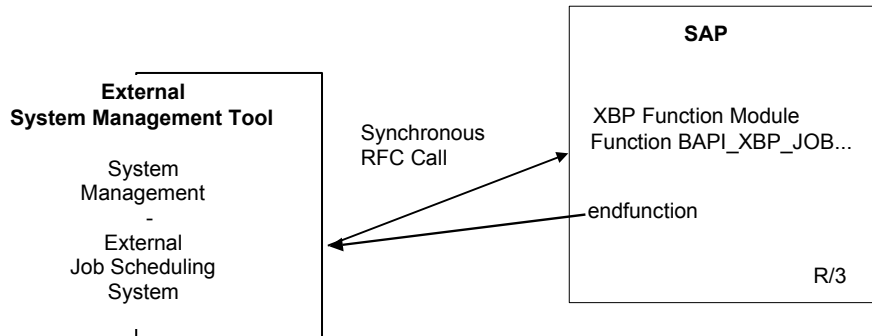 External
System Management Tool
System
Management
-
External
Job Scheduling
System
Synchronous
RFC Call
SAP
XBP Function Module
Function BAPI_XBP_JOB...
endfunction
R/3